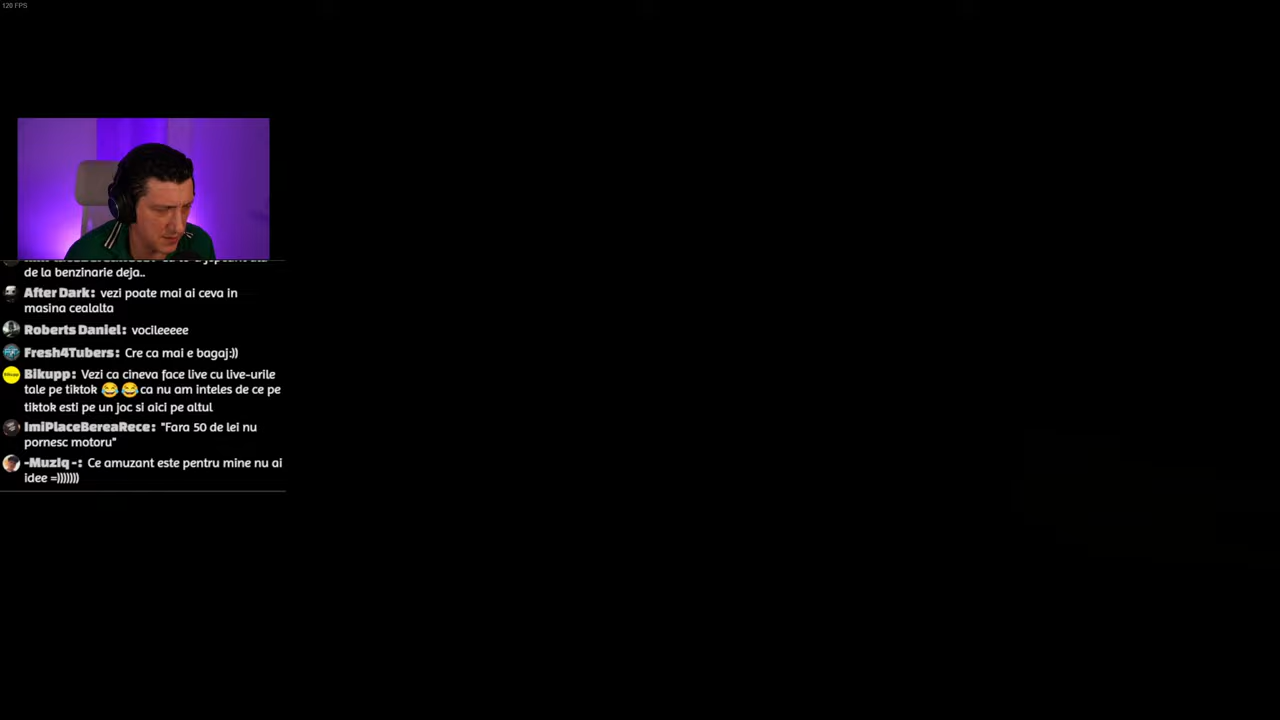 120 FPS
de la benzinarie deja..
After Dark: vezi poate mai ai ceva in
masina cealalta
Roberts Daniel: vocileeeee
Fresh4Tubers: Cre ca mai e bagaj:))
Bikupp: Vezi ca cineva face live cu live-urile
tale pe tiktok 😂 😂 ca nu am inteles de ce pe
tiktok esti pe un joc si aici pe altul
ImiPlaceBereaRece: "Fara 50 de lei nu
pornesc motoru"
-MuzIq-: Ce amuzant este pentru mine nu ai
idee =)))))))